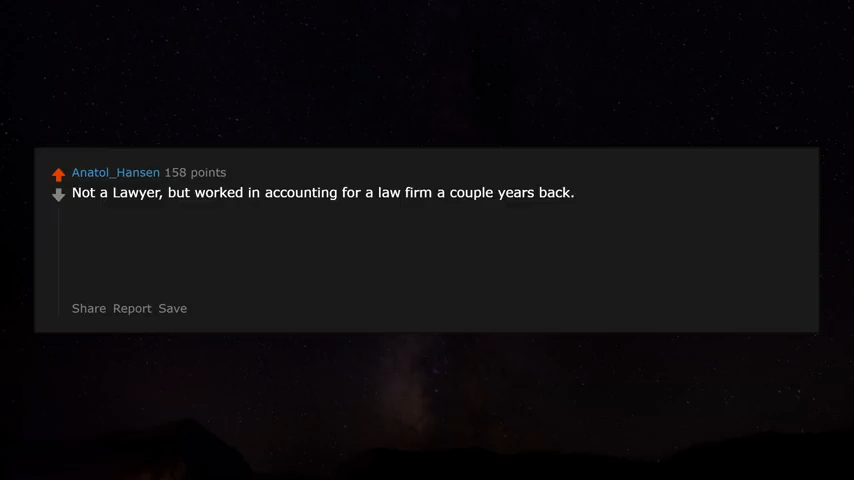 Anatol_Hansen 158 points
Not a Lawyer, but worked in accounting for a law firm a couple years back.
Share Report Save